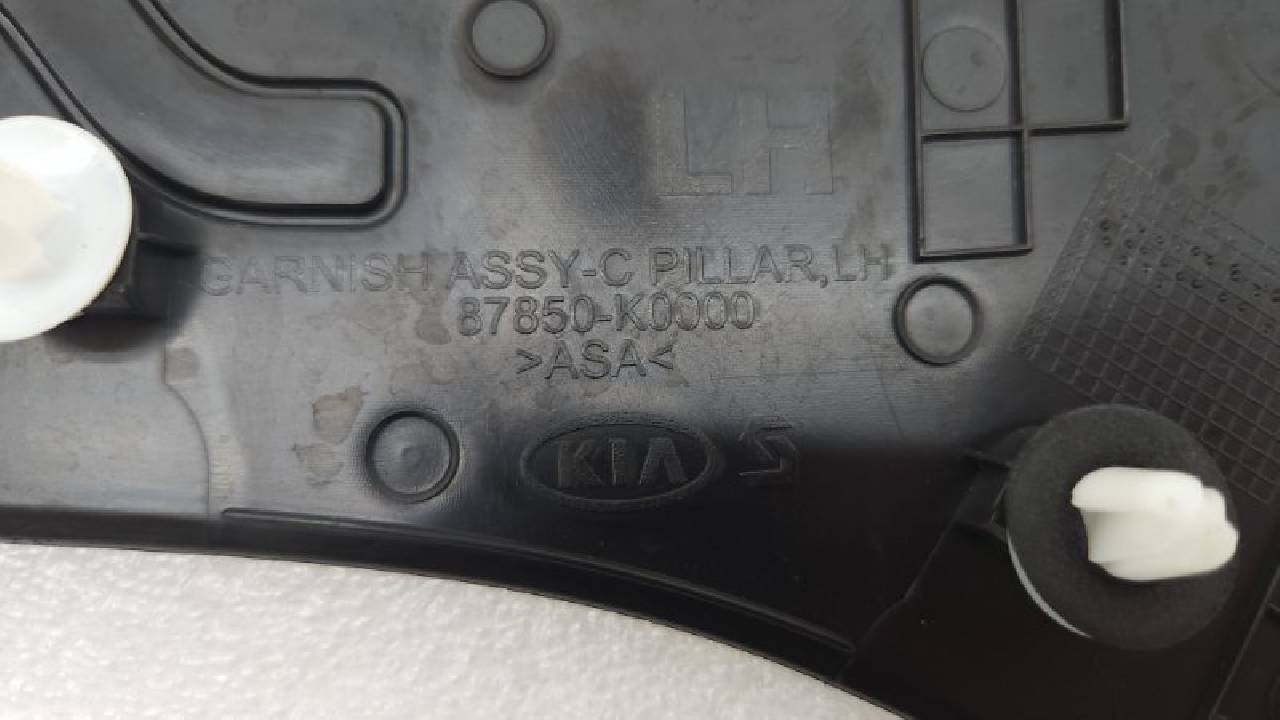 LH
GARNISH ASSY-C PILLAR,LH
87850-K0000
>ASA<
KIA